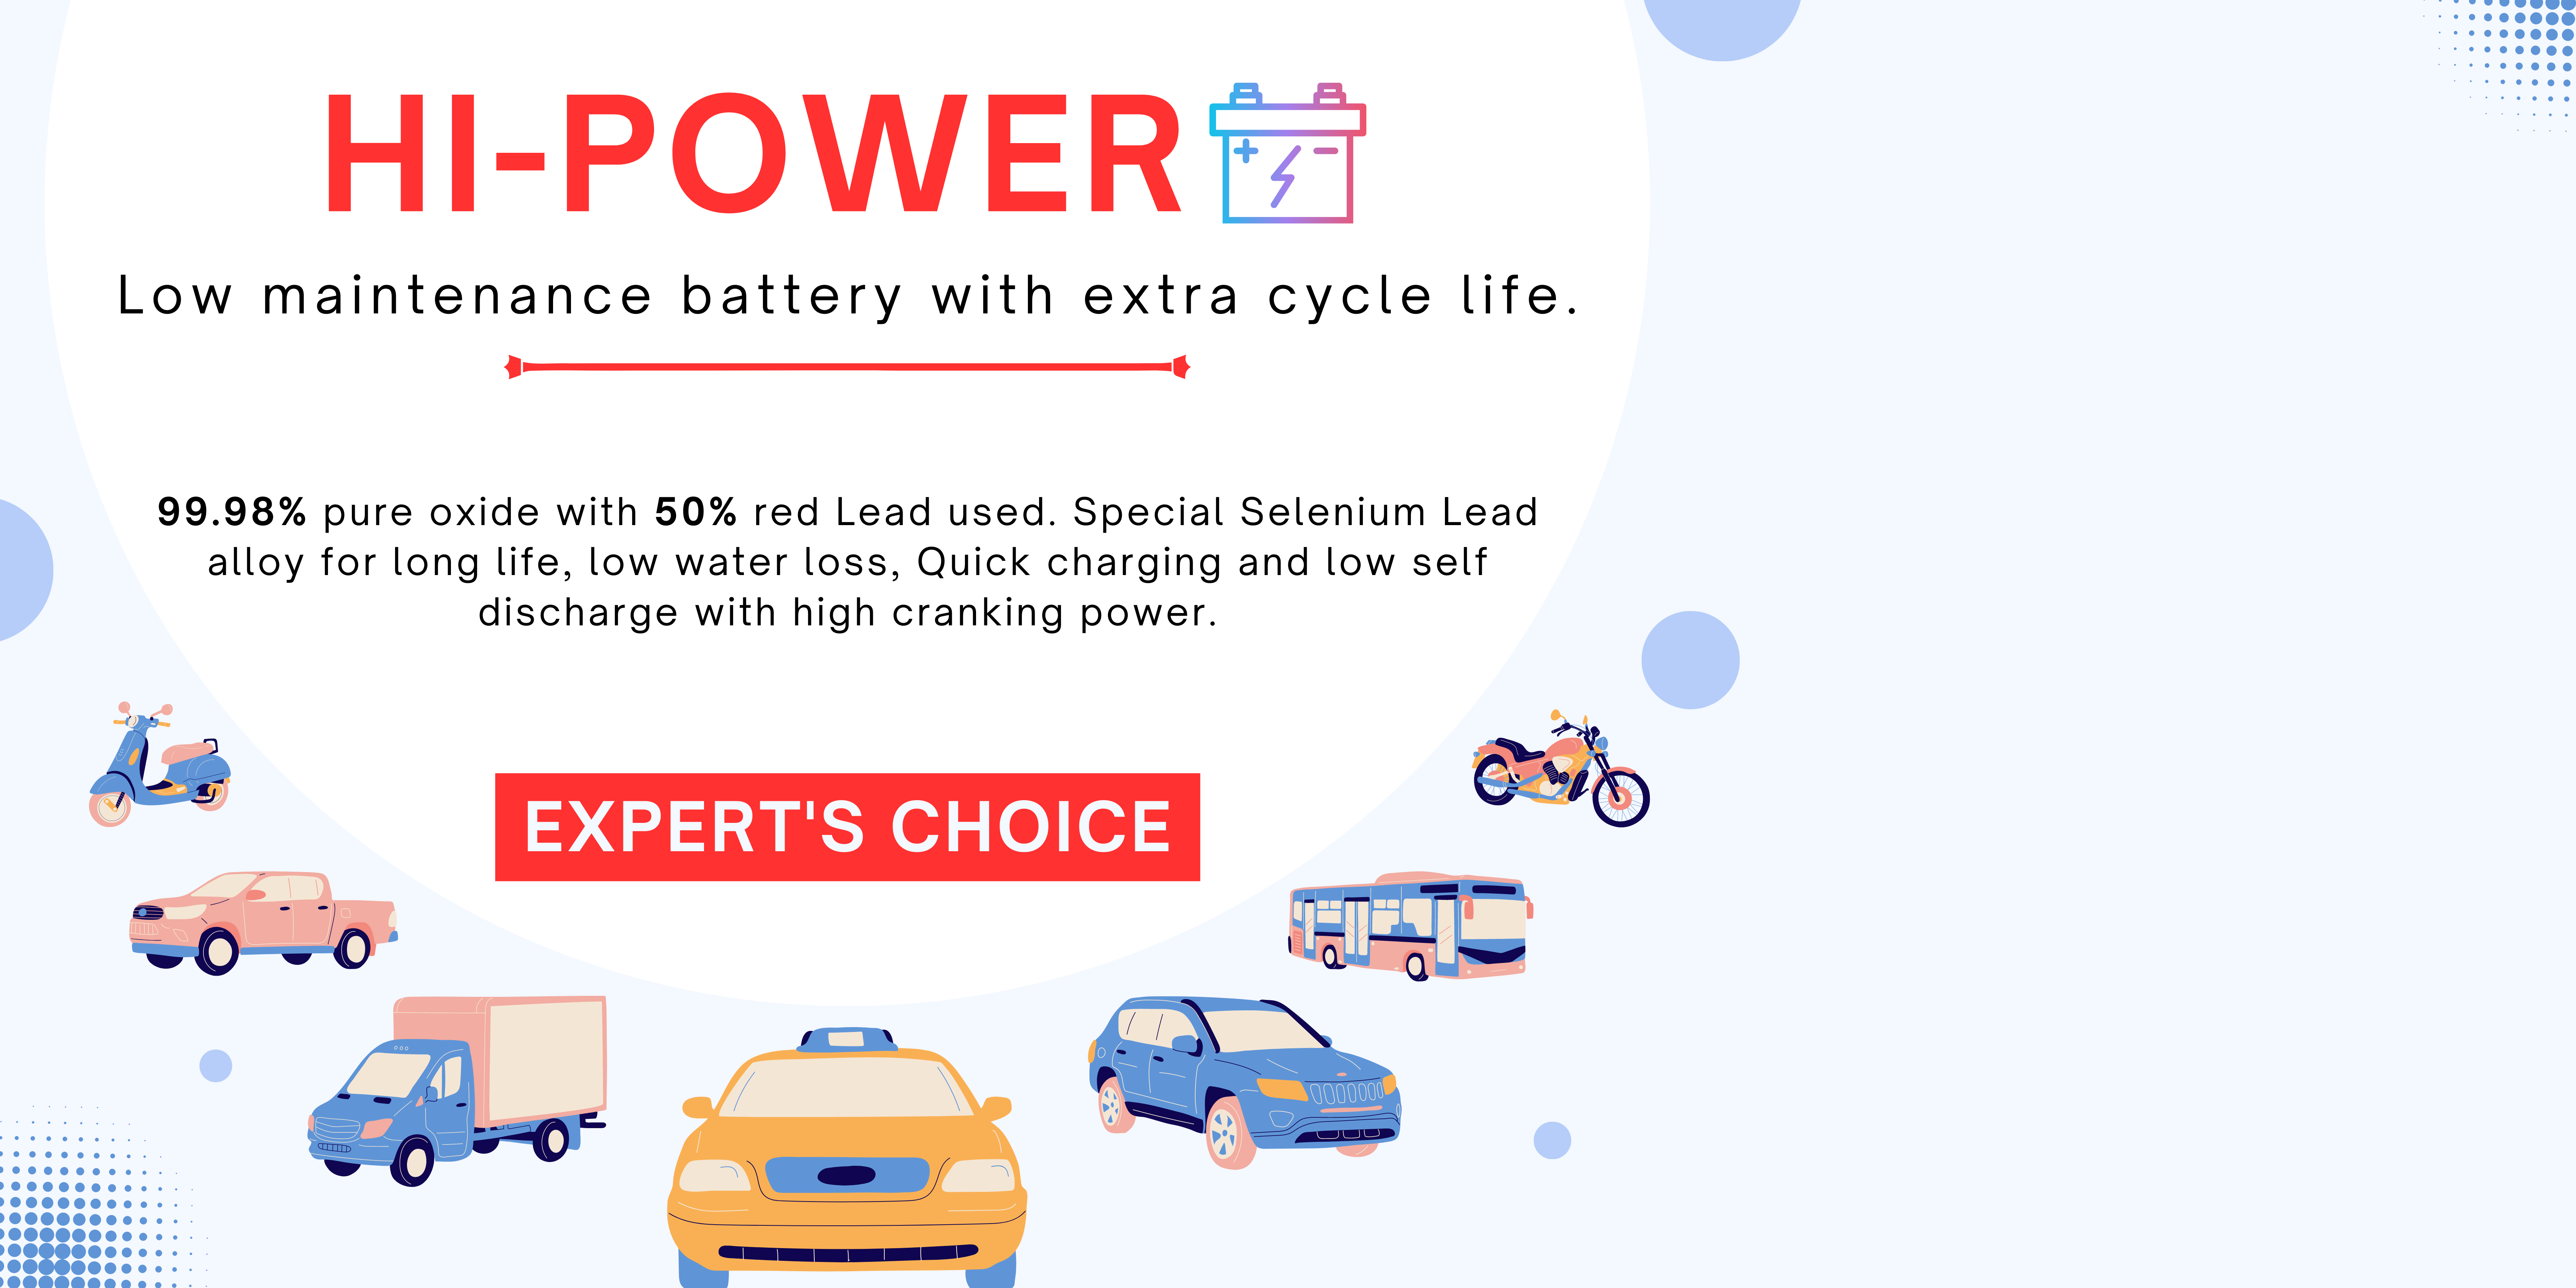 HI-POWER
Low maintenance battery with extra cycle life.
99.98% pure oxide with 50% red Lead used. Special Selenium Lead
alloy for long life, low water loss, Quick charging and low self
discharge with high cranking power.
EXPERT'S CHOICE